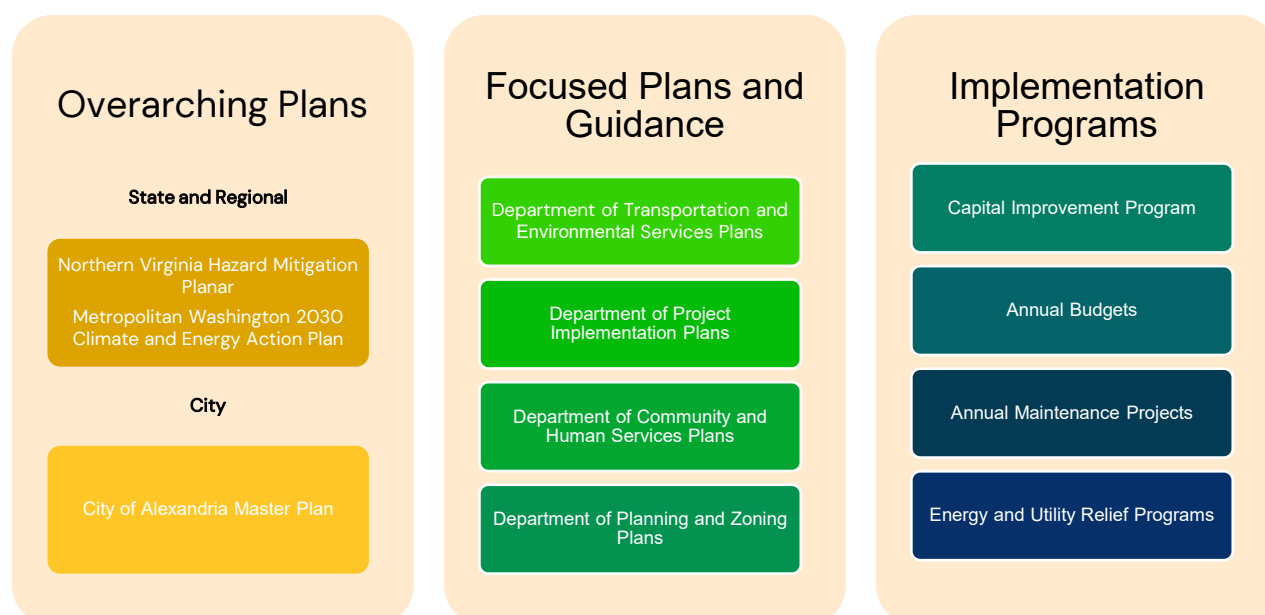 Overarching Plans
State and Regional
Northern Virginia Hazard Mitigation
Planar
Metropolitan Washington 2030
Climate and Energy Action Plan
City
City of Alexandria Master Plan
Focused Plans and
Guidance
Department of Transportation and
Environmental Services Plans
Department of Project
Implementation Plans
Department of Community and
Human Services Plans
Department of Planning and Zoning
Plans
Implementation
Programs
Capital Improvement Program
Annual Budgets
Annual Maintenance Projects
Energy and Utility Relief Programs